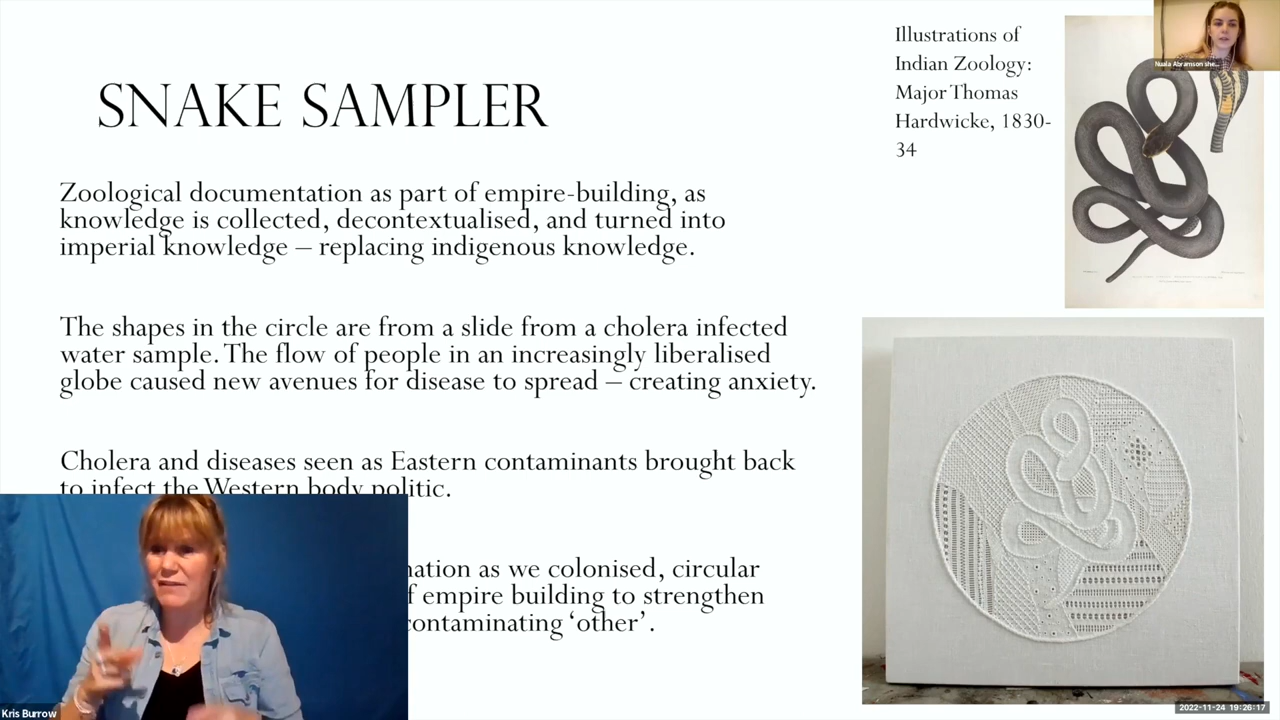 SNAKE SAMPLER
Zoological documentation as part of empire-building, as
knowledge is collected, decontextualised, and turned into
imperial knowledge – replacing indigenous knowledge.
The shapes in the circle are from a slide from a cholera infected
water sample. The flow of people in an increasingly liberalised
globe caused new avenues for disease to spread – creating anxiety.
Cholera and diseases seen as Eastern contaminants brought back
to infect the Western body politic.
nation as we colonised, circular
f empire building to strengthen
contaminating ‘other’.
Illustrations of
Indian Zoology:
Major Thomas
Hardwicke, 1830-
34
Nuala Abramson she...
Kris Burrow
2022-11-24 19:26:17